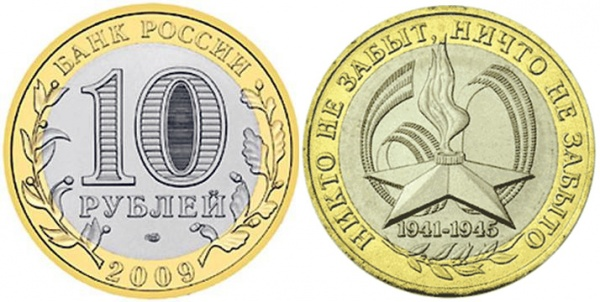 БАНК РОССИИ
10
РУБЛЕЙ
2009
НИКТО НЕ ЗАБЫТ, НИЧТО НЕ ЗАБЫТО
1941-1945